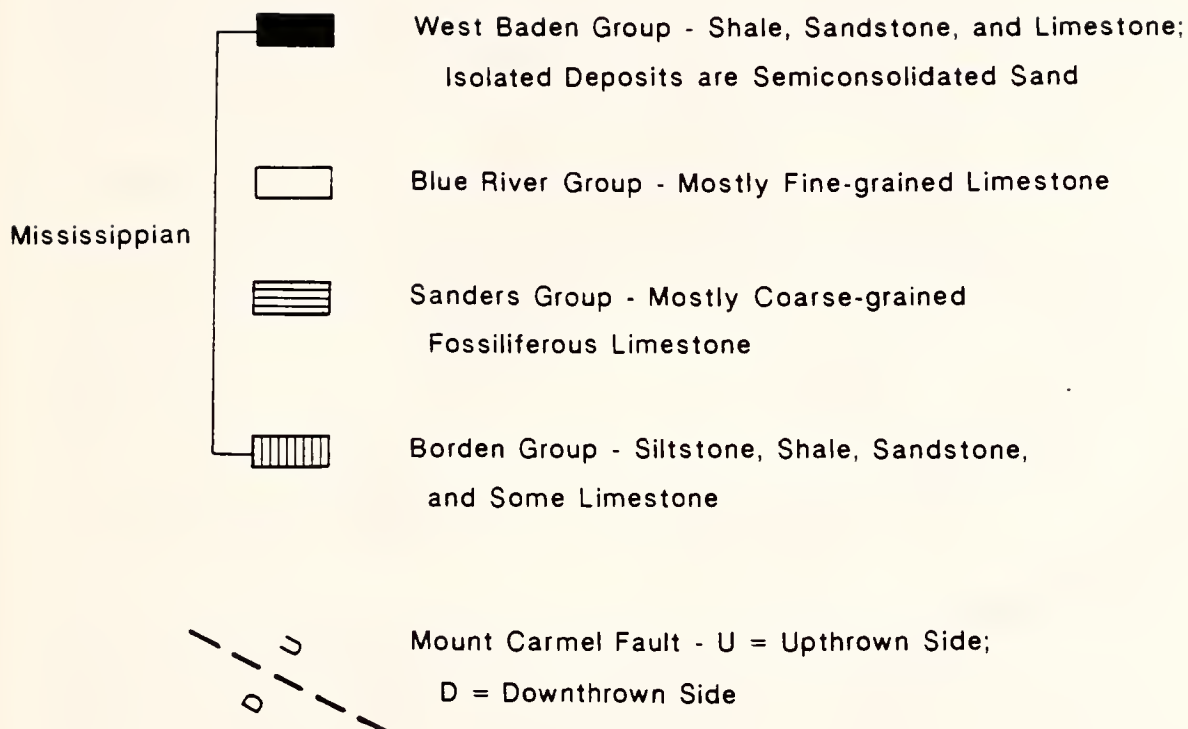 West Baden Group - Shale, Sandstone, and Limestone;
Isolated Deposits are Semiconsolidated Sand
Blue River Group - Mostly Fine-grained Limestone
Mississippian
Sanders Group - Mostly Coarse-grained
Fossiliferous Limestone
Borden Group - Siltstone, Shale, Sandstone,
and Some Limestone
U
D
Mount Carmel Fault - U = Upthrown Side;
D = Downthrown Side